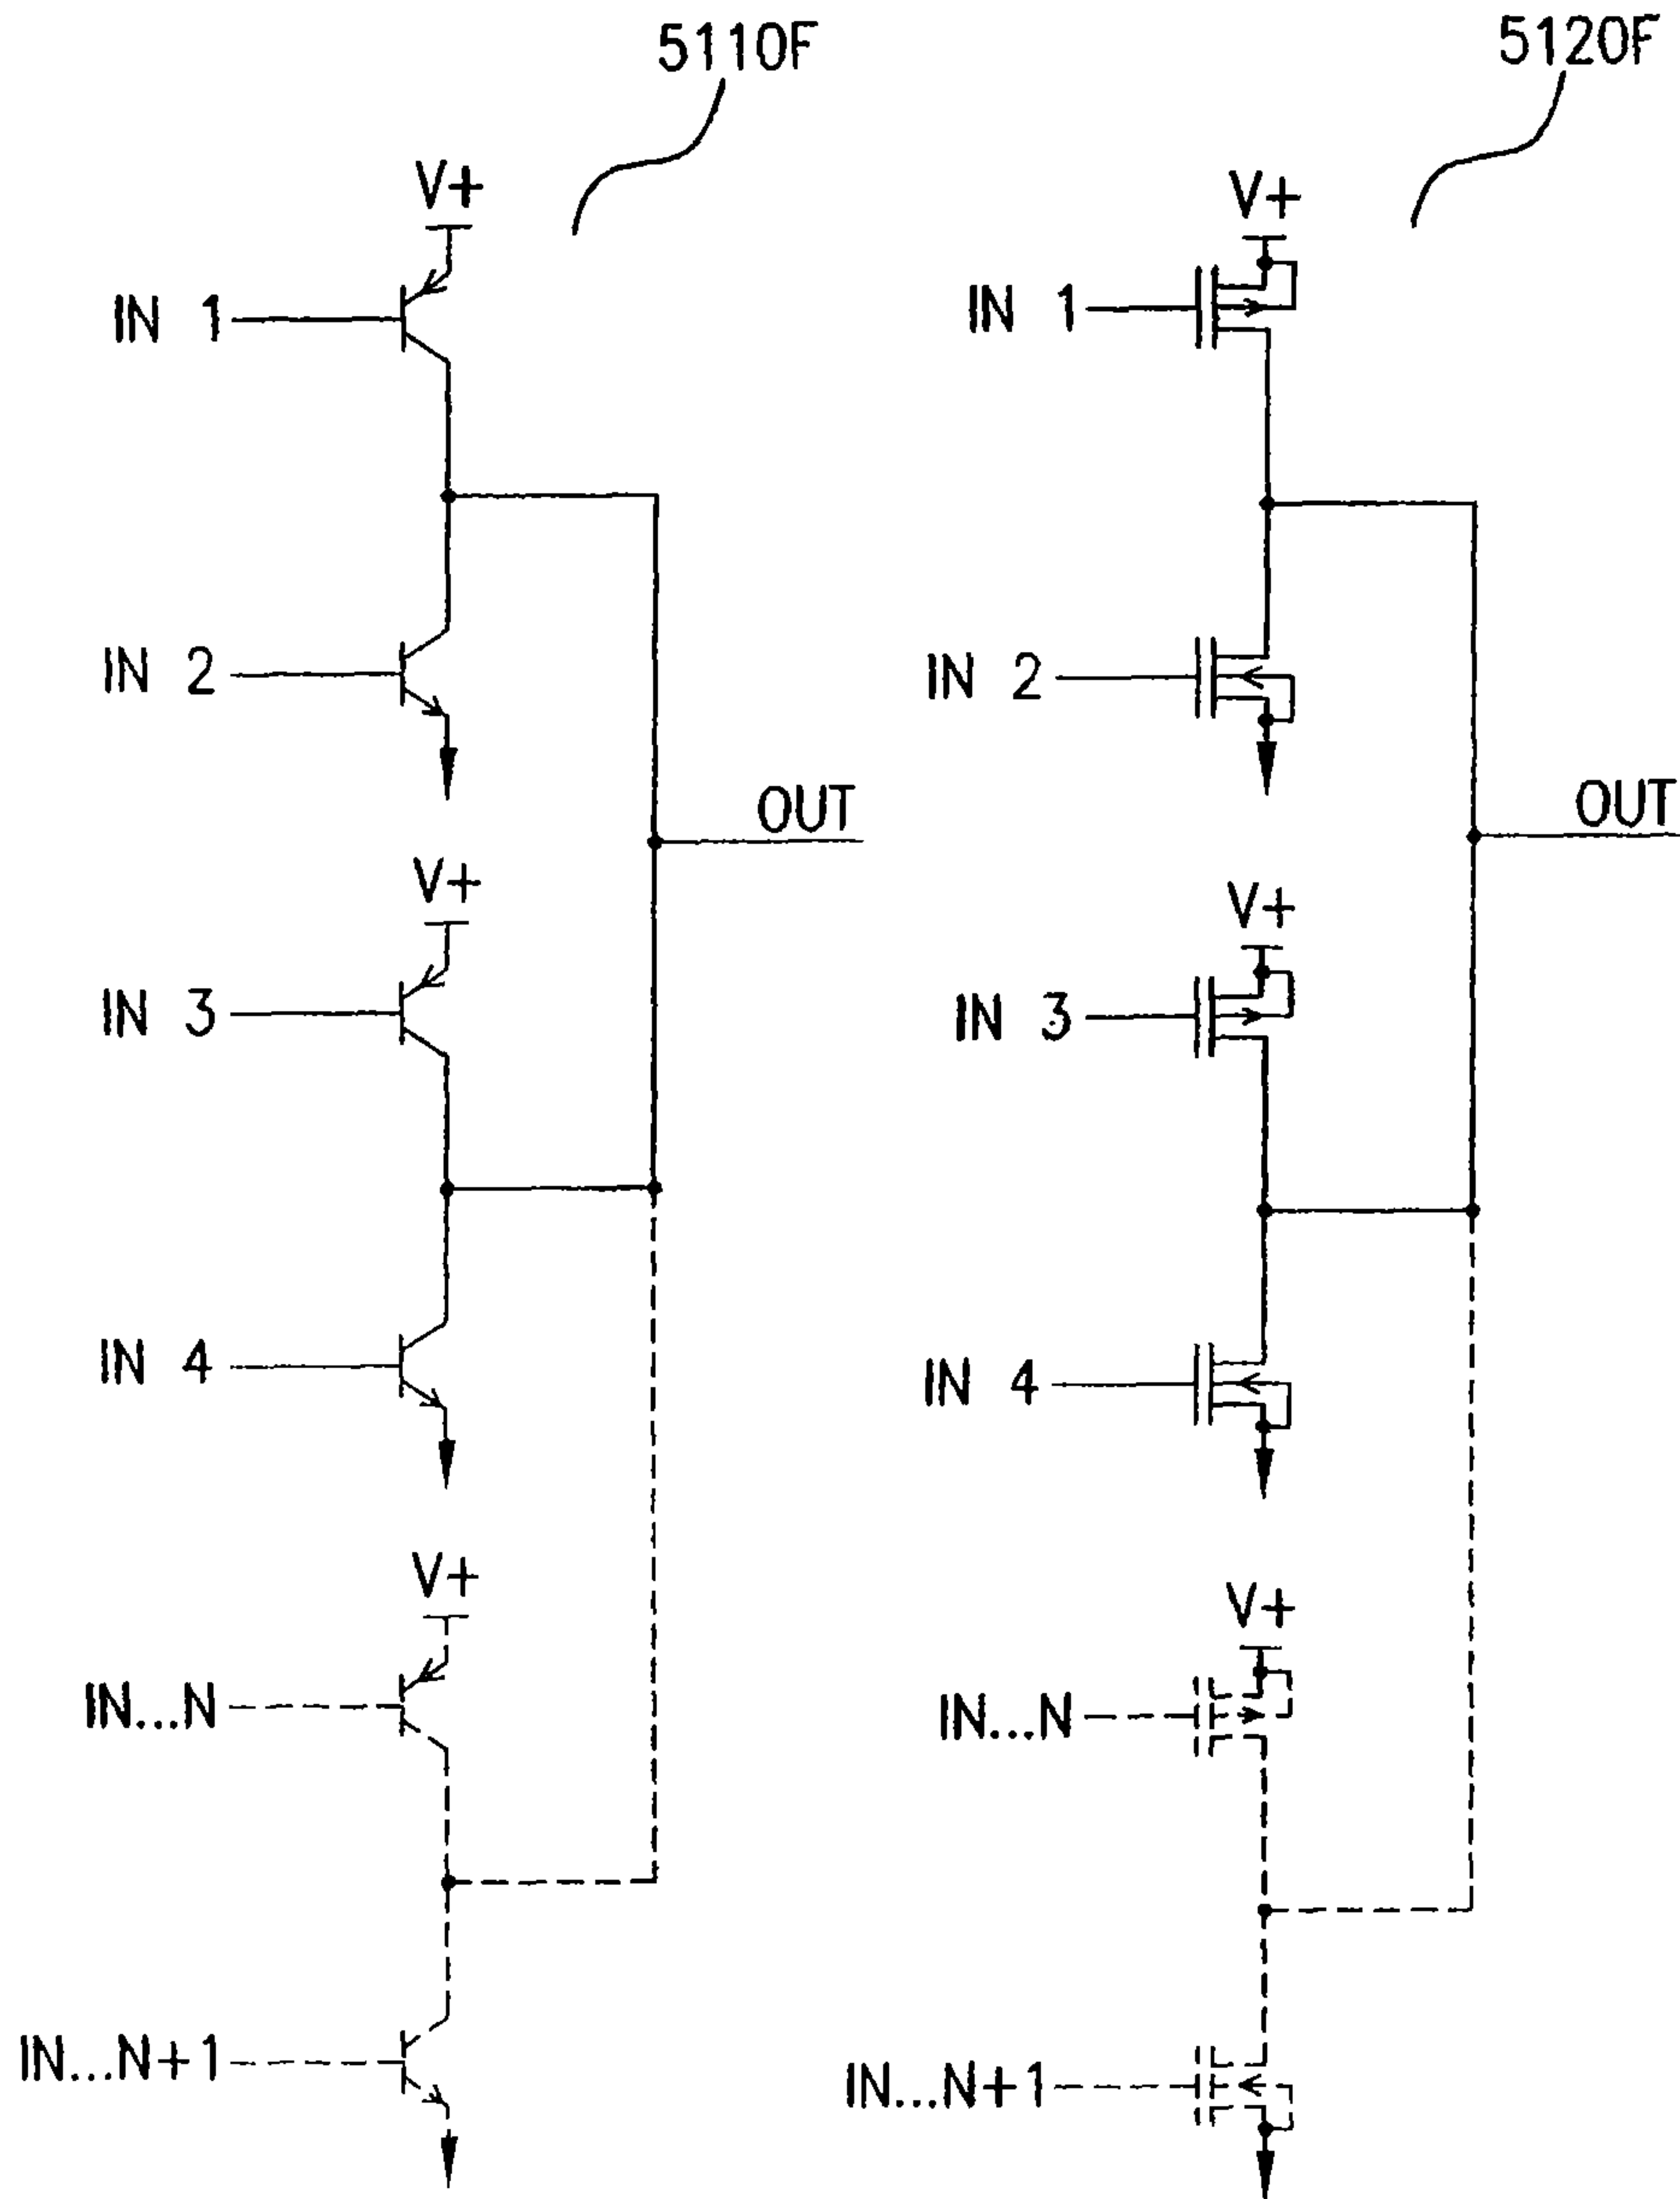 5110F
V+
IN 1
IN 2
OUT
V+
IN 3
IN 4
V+
IN...N
IN...N+1
5120F
V+
IN 1
IN 2
OUT
V+
IN 3
IN 4
V+
IN...N
IN...N+1